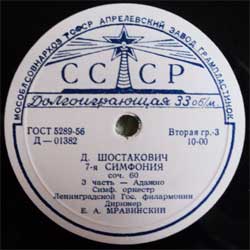 МОСОБЛСОВНАРХОЗ ТЭРСФСР АПРЕЛЕВСКИЙ ЗАВОД ГРАМПЛАСТИНОК
СССР
Долгоиграющая 33 об/м.
ГОСТ 5289-56
Д—01382
Вторая гр.-3
10-00
Д. ШОСТАКОВИЧ
7-я СИМФОНИЯ
соч. 60
3 часть — Адажио
Симф. оркестр
Ленинградской Гос. филармонии
Дирижер
Е. А. МРАВИНСКИЙ